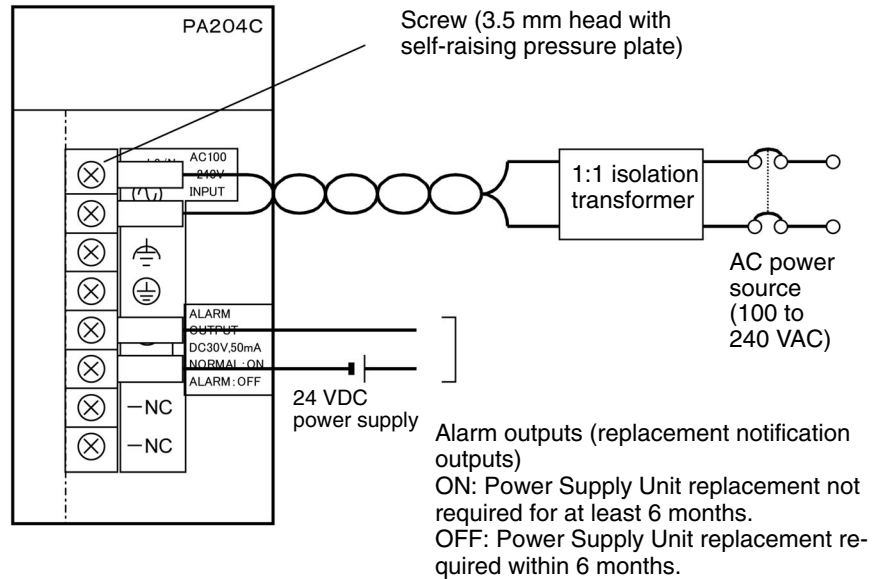 PA204C
Screw (3.5 mm head with
self-raising pressure plate)
AC100
-240V
INPUT
1:1 isolation
transformer
AC power
source
(100 to
240 VAC)
ALARM
OUTPUT
DC30V,50mA
NORMAL:ON
ALARM:OFF
NC
NC
24 VDC
power supply
Alarm outputs (replacement notification
outputs)
ON: Power Supply Unit replacement not
required for at least 6 months.
OFF: Power Supply Unit replacement re-
quired within 6 months.